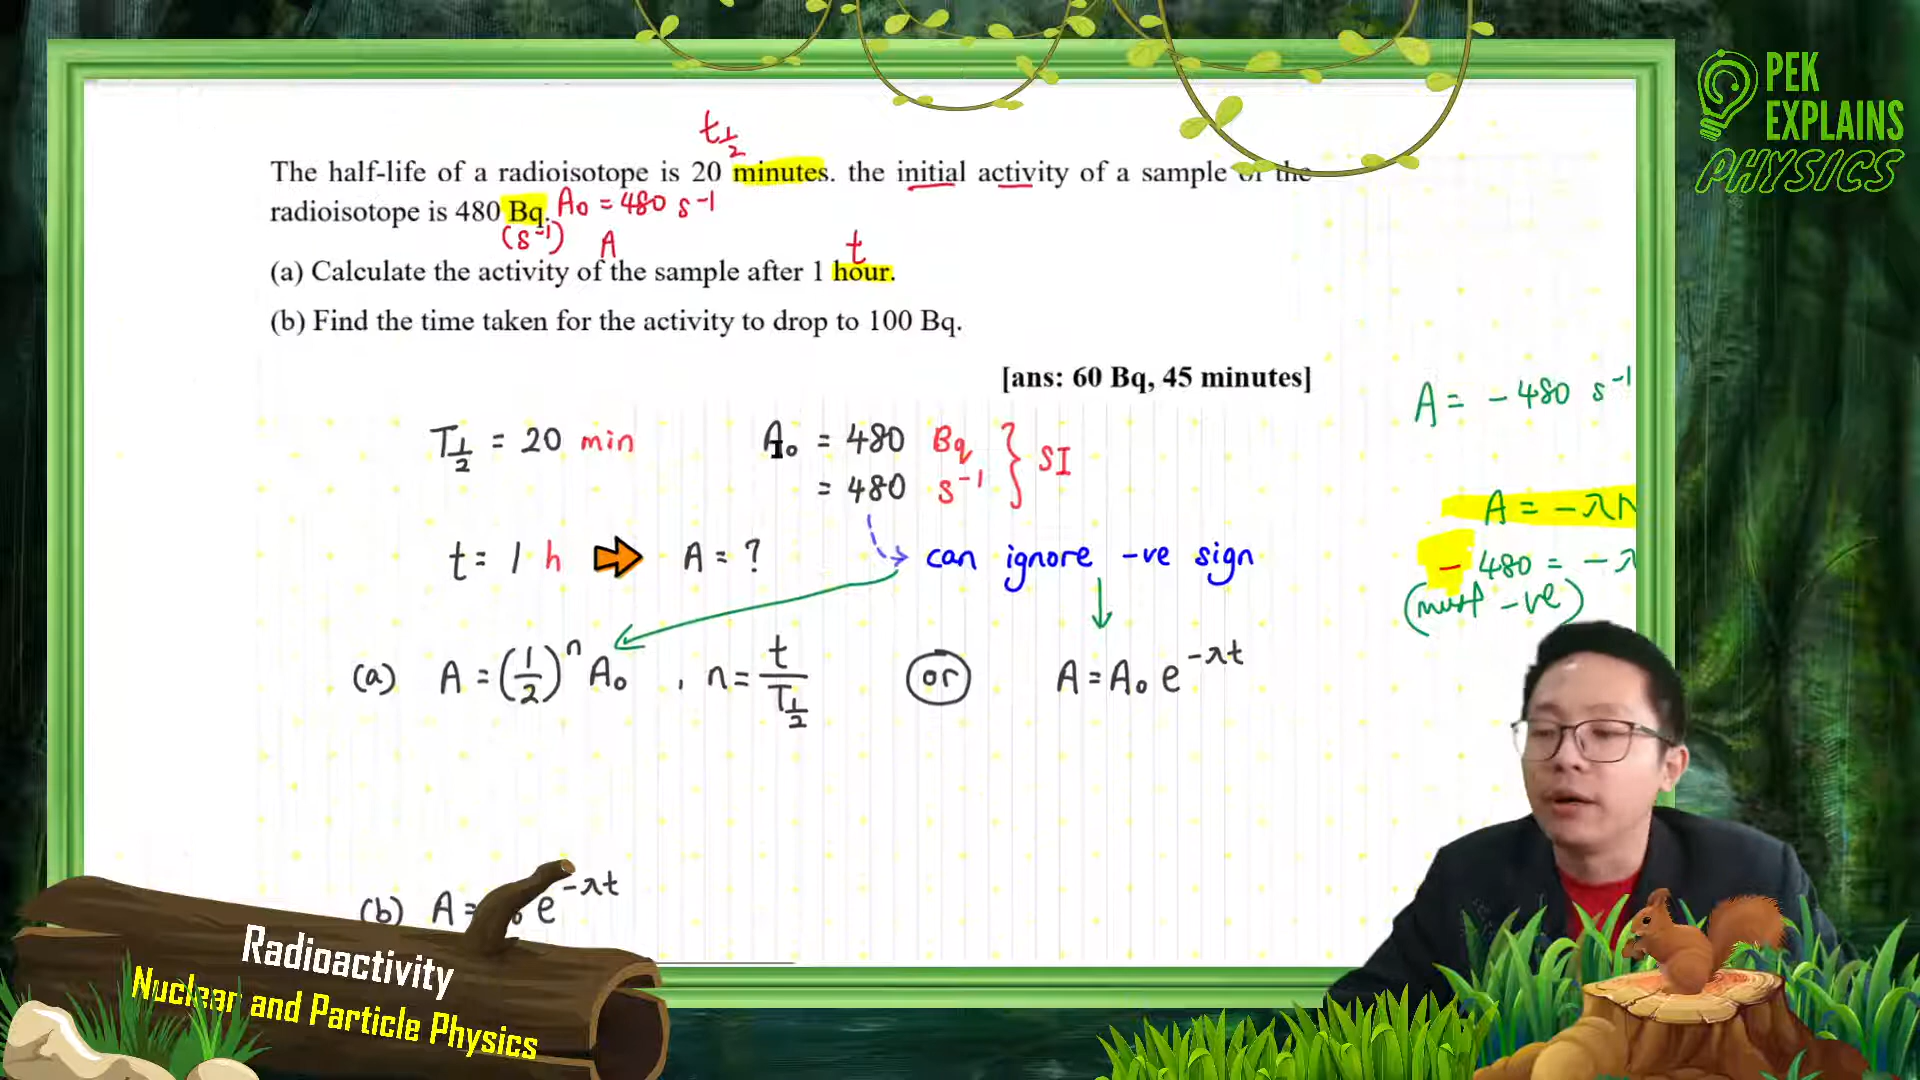 PEK
EXPLAINS
PHYSICS
t½
The half-life of a radioisotope is 20 minutes. the initial activity of a sample of the
radioisotope is 480 Bq. A₀ = 480 s⁻¹
(s⁻¹) A t
(a) Calculate the activity of the sample after 1 hour.
(b) Find the time taken for the activity to drop to 100 Bq.
[ans: 60 Bq, 45 minutes]
A = - 480 s⁻¹
T½ = 20 min A₀ = 480 Bq } SI
= 480 s⁻¹
A = -λN
t = 1 h A = ? can ignore -ve sign
- 480 = -λ
(must -ve)
(a) A = (1/2)ⁿ A₀ , n = t/T½ or A = A₀ e^-λt
(b) A = ₀ e^-λt
Radioactivity
Nuclear and Particle Physics